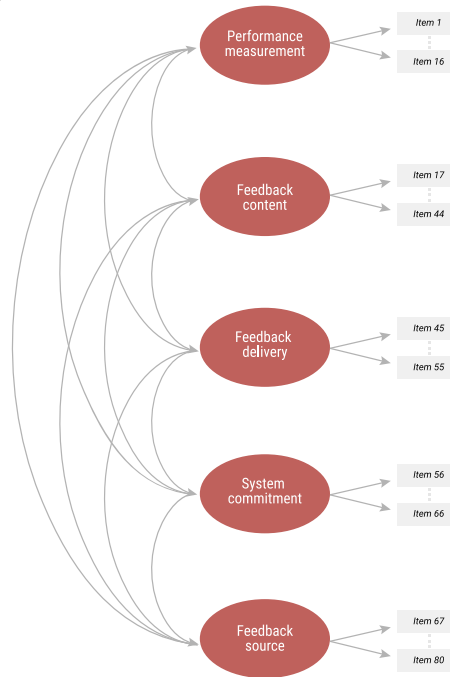 Performance
measurement
Item 1
Item 16
Feedback
content
Item 17
Item 44
Feedback
delivery
Item 45
Item 55
System
commitment
Item 56
Item 66
Feedback
source
Item 67
Item 80